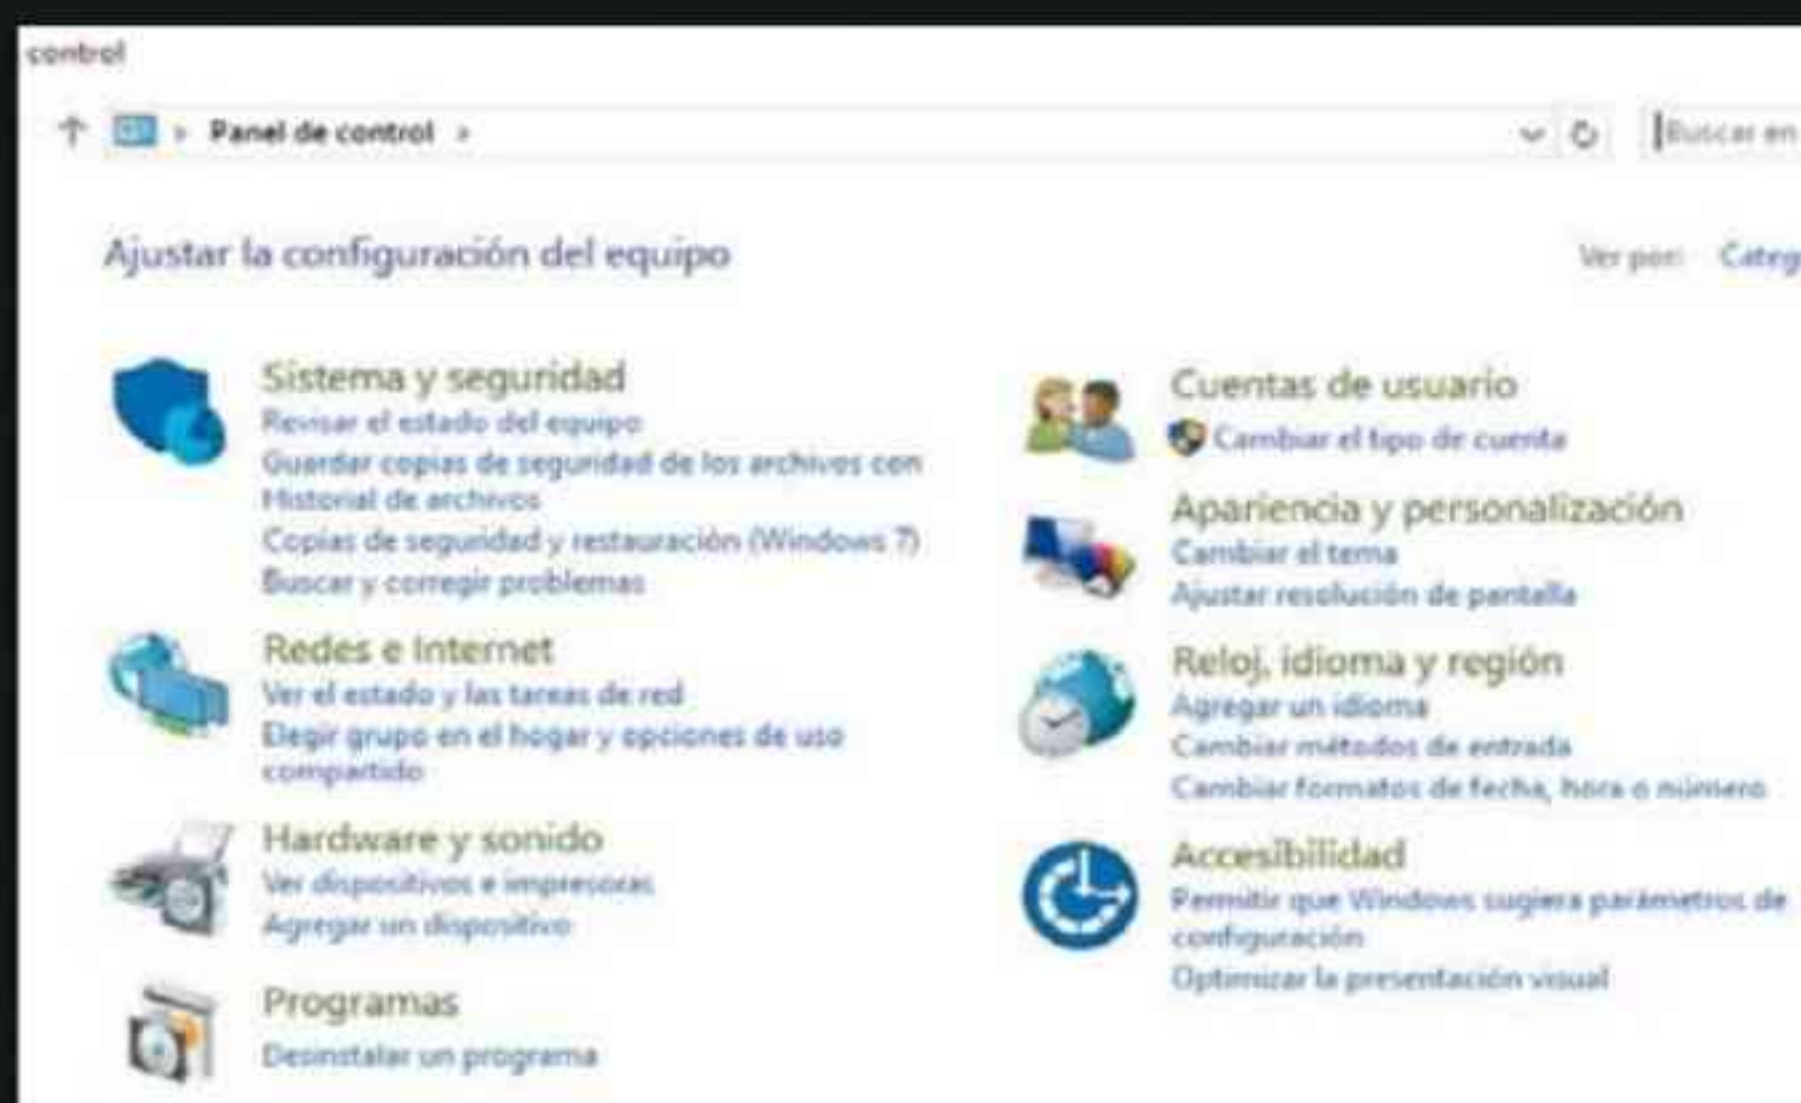 control
Panel de control
Buscar en
Ajustar la configuración del equipo
Ver por:
Sistema y seguridad
Revisar el estado del equipo
Guardar copias de seguridad de los archivos con
Historial de archivos
Copias de seguridad y restauración (Windows 7)
Buscar y corregir problemas
Redes e Internet
Ver el estado y las tareas de red
Elegir grupo en el hogar y opciones de uso
compartido
Hardware y sonido
Ver dispositivos e impresoras
Agregar un dispositivo
Programas
Desinstalar un programa
Cuentas de usuario
Cambiar el tipo de cuenta
Apariencia y personalización
Cambiar el tema
Ajustar resolución de pantalla
Reloj, idioma y región
Agregar un idioma
Cambiar métodos de entrada
Cambiar formatos de fecha, hora o número
Accesibilidad
Permitir que Windows sugiera parámetros de
configuración
Optimizar la presentación visual